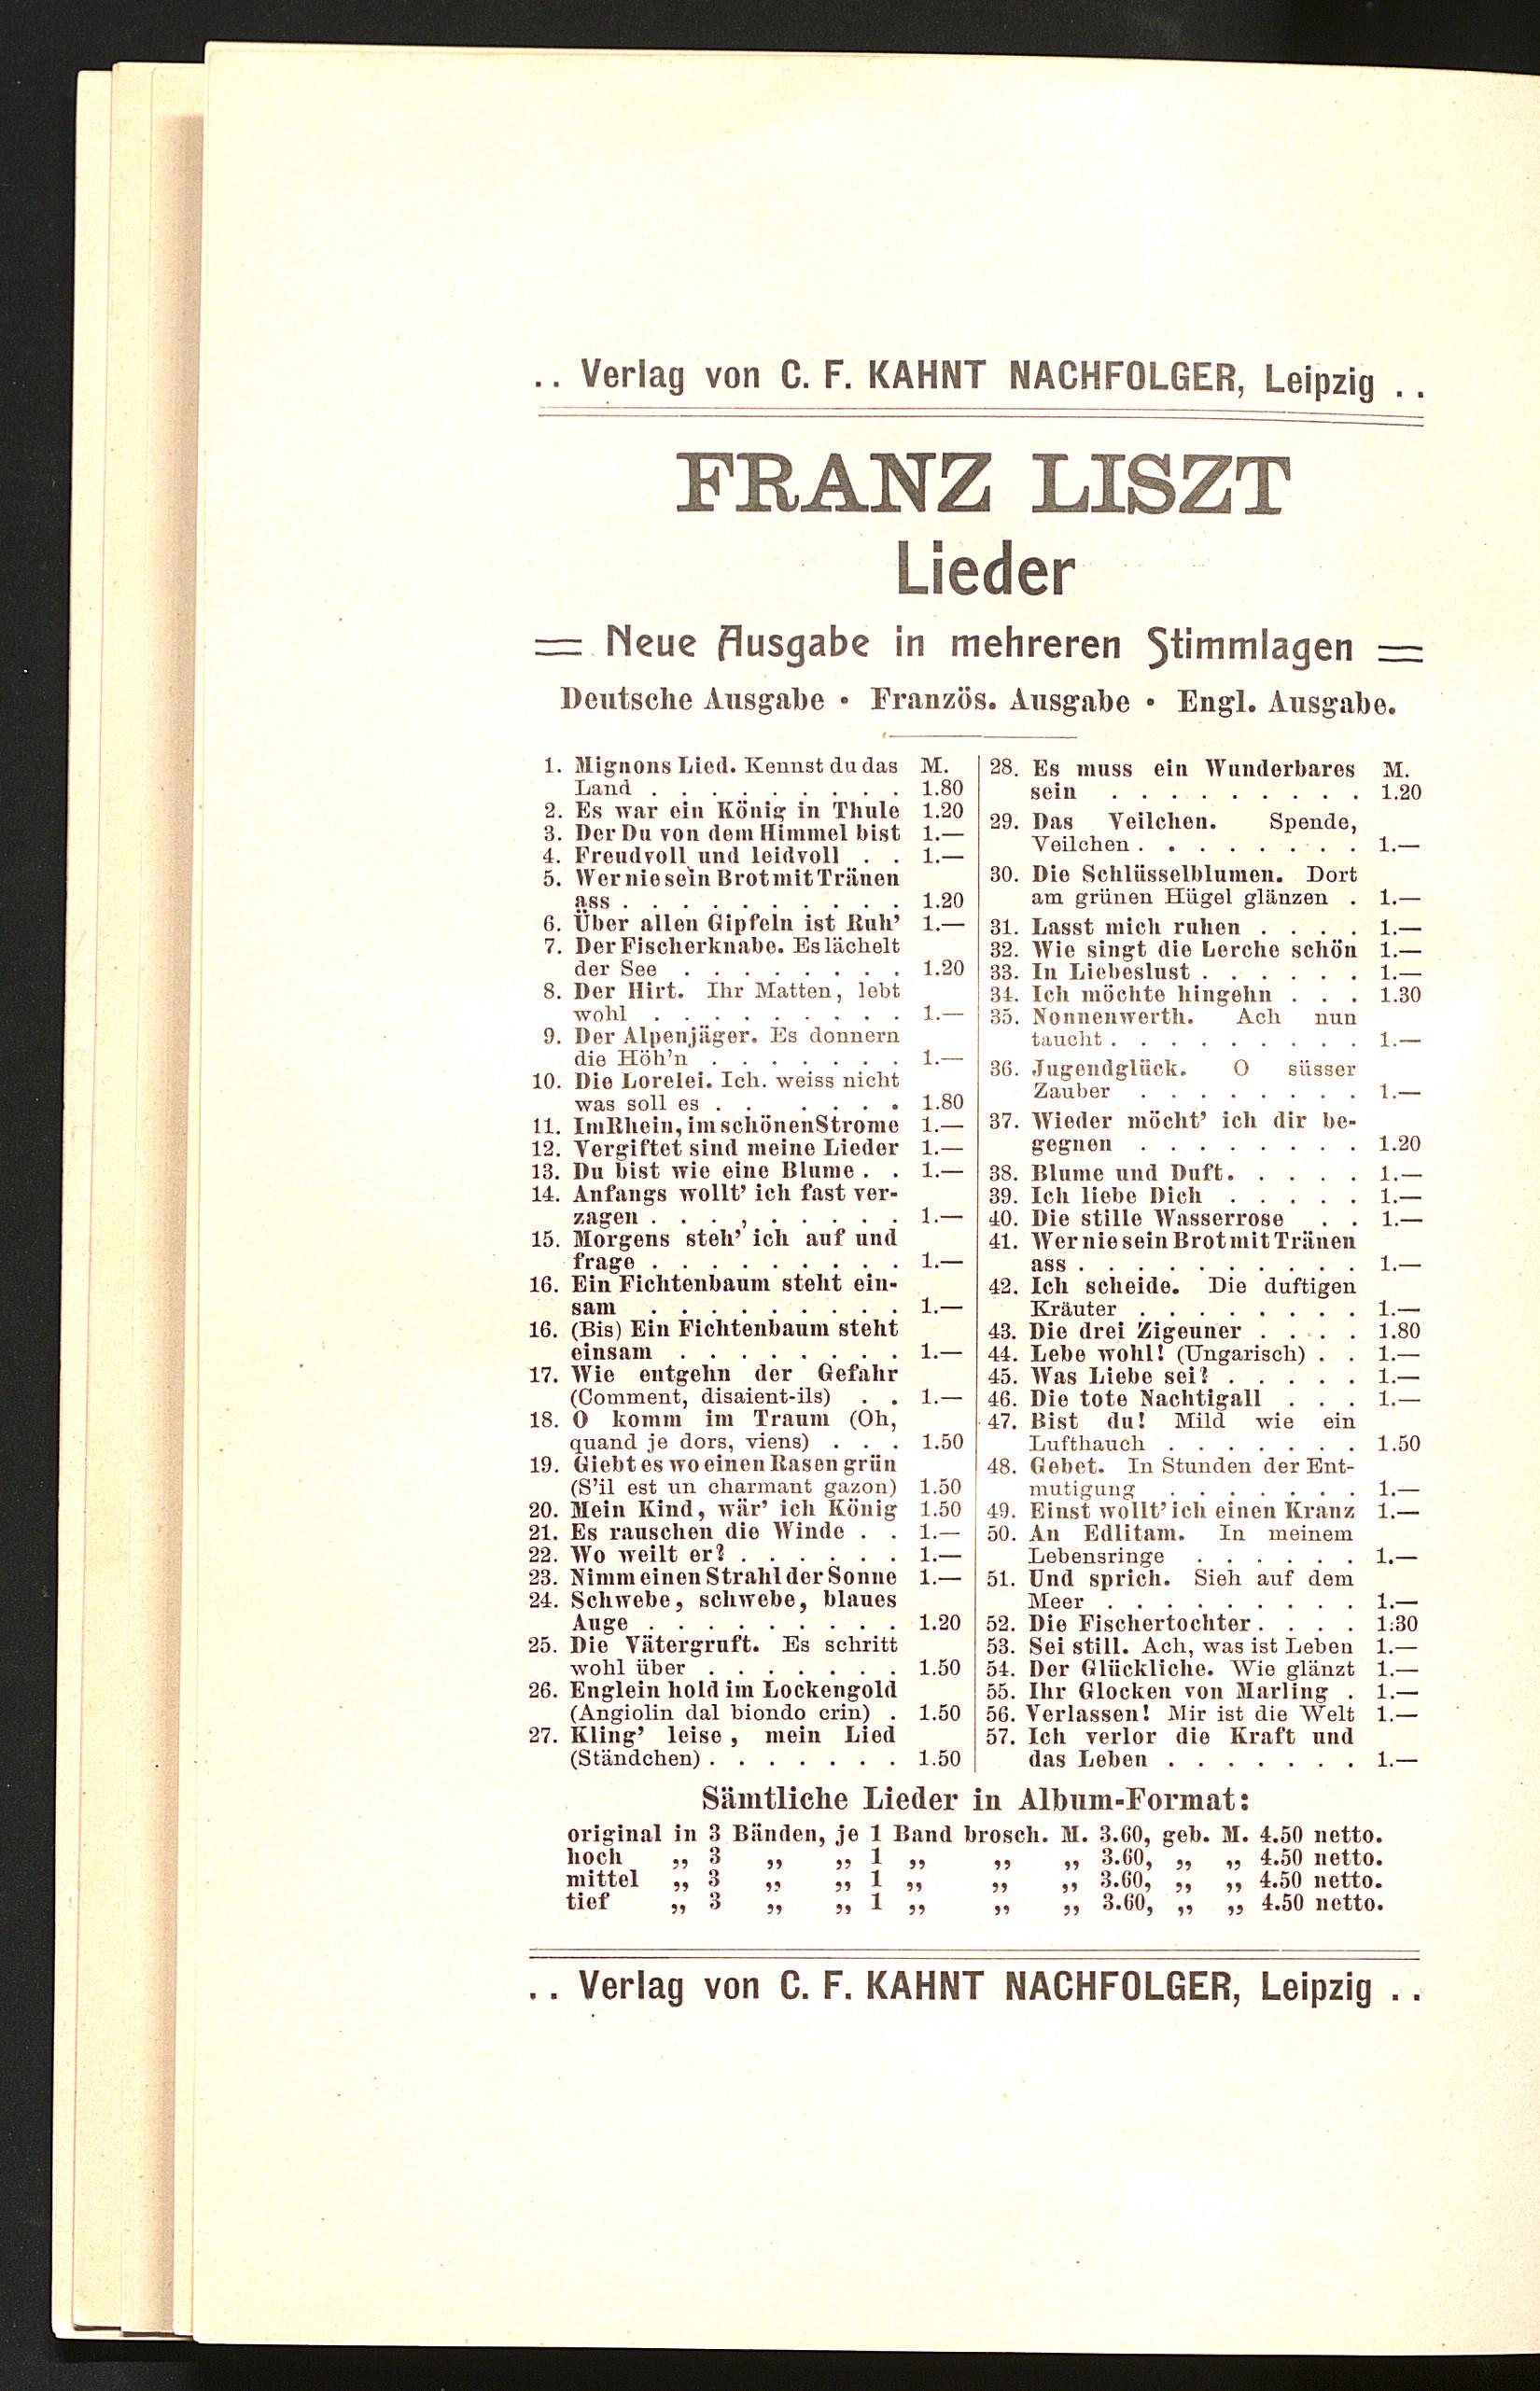 .. Verlag von C. F. KAHNT NACHFOLGER, Leipzig ..
FRANZ LISZT
Lieder
= Neue Ausgabe in mehreren Stimmlagen =
Deutsche Ausgabe • Französ. Ausgabe • Engl. Ausgabe.
1. Mignons Lied. Kennst du das M.
Land . . . . . . . . . 1.80
2. Es war ein König in Thule 1.20
3. Der Du von dem Himmel bist 1.—
4. Freudvoll und leidvoll . . 1.—
5. Wer nie sein Brot mit Tränen
ass . . . . . . . . . . 1.20
6. Über allen Gipfeln ist Ruh' 1.—
7. Der Fischerknabe. Es lächelt
der See . . . . . . . . 1.20
8. Der Hirt. Ihr Matten, lebt
wohl . . . . . . . . . 1.—
9. Der Alpenjäger. Es donnern
die Höh'n . . . . . . . 1.—
10. Die Lorelei. Ich. weiss nicht
was soll es . . . . . . . 1.80
11. Im Rhein, im schönen Strome 1.—
12. Vergiftet sind meine Lieder 1.—
13. Du bist wie eine Blume . . 1.—
14. Anfangs wollt' ich fast ver-
zagen . . . , . . . . . 1.—
15. Morgens steh' ich auf und
frage . . . . . . . . . 1.—
16. Ein Fichtenbaum steht ein-
sam . . . . . . . . . 1.—
16. (Bis) Ein Fichtenbaum steht
einsam . . . . . . . . 1.—
17. Wie entgehn der Gefahr
(Comment, disaient-ils) . . 1.—
18. O komm im Traum (Oh,
quand je dors, viens) . . . 1.50
19. Giebt es wo einen Rasen grün
(S'il est un charmant gazon) 1.50
20. Mein Kind, wär' ich König 1.50
21. Es rauschen die Winde . . 1.—
22. Wo weilt er? . . . . . . 1.—
23. Nimm einen Strahl der Sonne 1.—
24. Schwebe, schwebe, blaues
Auge . . . . . . . . . 1.20
25. Die Vätergruft. Es schritt
wohl über . . . . . . . 1.50
26. Englein hold im Lockengold
(Angiolin dal biondo crin) . 1.50
27. Kling' leise, mein Lied
(Ständchen) . . . . . . . 1.50
28. Es muss ein Wunderbares M.
sein . . . . . . . . . 1.20
29. Das Veilchen. Spende,
Veilchen . . . . . . . . 1.—
30. Die Schlüsselblumen. Dort
am grünen Hügel glänzen . 1.—
31. Lasst mich ruhen . . . . 1.—
32. Wie singt die Lerche schön 1.—
33. In Liebeslust . . . . . . 1.—
34. Ich möchte hingehn . . . 1.30
35. Nonnenwerth. Ach nun
taucht . . . . . . . . . 1.—
36. Jugendglück. O süsser
Zauber . . . . . . . . 1.—
37. Wieder möcht' ich dir be-
gegnen . . . . . . . . 1.20
38. Blume und Duft. . . . . 1.—
39. Ich liebe Dich . . . . . 1.—
40. Die stille Wasserrose . . 1.—
41. Wer nie sein Brot mit Tränen
ass . . . . . . . . . . 1.—
42. Ich scheide. Die duftigen
Kräuter . . . . . . . . 1.—
43. Die drei Zigeuner . . . . 1.80
44. Lebe wohl! (Ungarisch) . . 1.—
45. Was Liebe sei? . . . . . 1.—
46. Die tote Nachtigall . . . 1.—
47. Bist du! Mild wie ein
Lufthauch . . . . . . . 1.50
48. Gebet. In Stunden der Ent-
mutigung . . . . . . . 1.—
49. Einst wollt' ich einen Kranz 1.—
50. An Edlitam. In meinem
Lebensringe . . . . . . 1.—
51. Und sprich. Sieh auf dem
Meer . . . . . . . . . 1.—
52. Die Fischertochter . . . . 1:30
53. Sei still. Ach, was ist Leben 1.—
54. Der Glückliche. Wie glänzt 1.—
55. Ihr Glocken von Marling . 1.—
56. Verlassen! Mir ist die Welt 1.—
57. Ich verlor die Kraft und
das Leben . . . . . . . 1.—
Sämtliche Lieder in Album-Format:
original in 3 Bänden, je 1 Band brosch. M. 3.60, geb. M. 4.50 netto.
hoch „ 3 „ „ 1 „ „ „ 3.60, „ „ 4.50 netto.
mittel „ 3 „ „ 1 „ „ „ 3.60, „ „ 4.50 netto.
tief „ 3 „ „ 1 „ „ „ 3.60, „ „ 4.50 netto.
.. Verlag von C. F. KAHNT NACHFOLGER, Leipzig ..